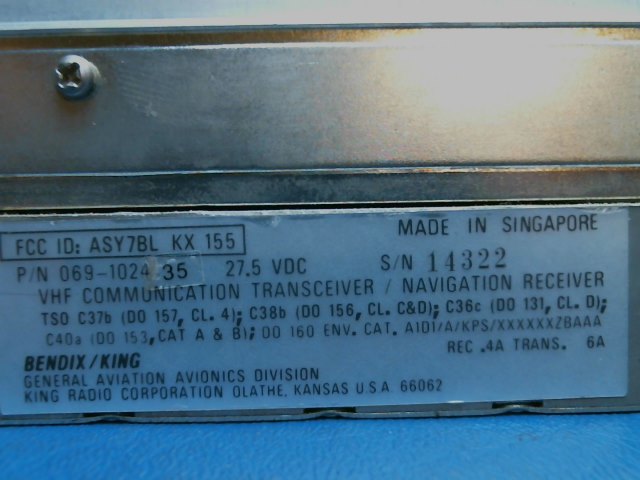 FCC ID: ASY7BL KX 155
MADE IN SINGAPORE
P/N 069-1024 35 27.5 VDC S/N 14322
VHF COMMUNICATION TRANSCEIVER / NAVIGATION RECEIVER
TSO C37b (DO 157, CL. 4); C38b (DO 156, CL. C&D); C36c (DO 131, CL. D);
C40a (DO 153, CAT A & B); DO 160 ENV. CAT. A1D1/A/KPS/XXXXXXZBAAA
REC .4A TRANS. 6A
BENDIX/KING
GENERAL AVIATION AVIONICS DIVISION
KING RADIO CORPORATION OLATHE, KANSAS U.S.A. 66062